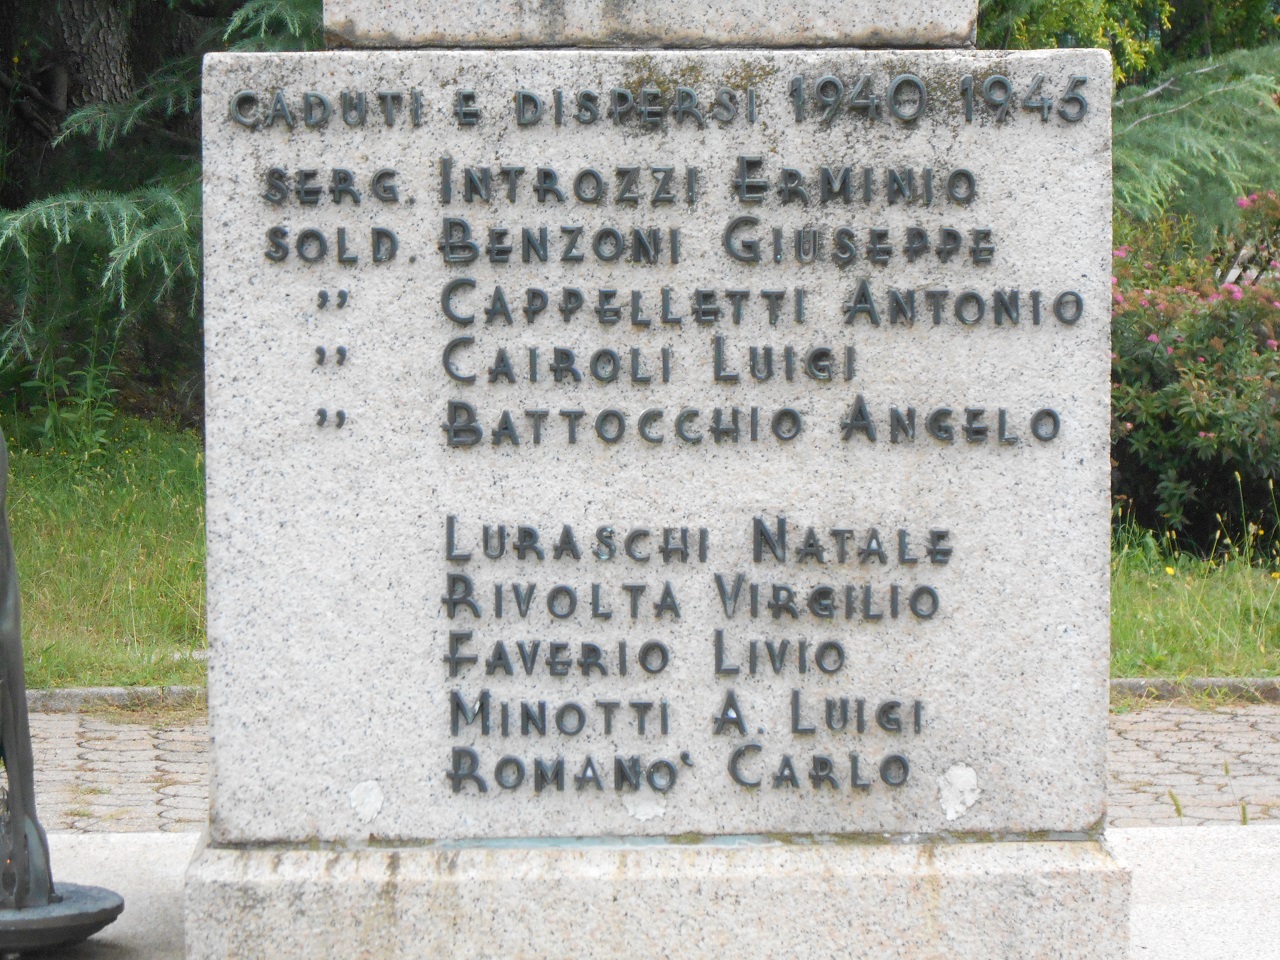 CADUTI E DISPERSI 1940 1945
SERG. INTROZZI ERMINIO
SOLD. BENZONI GIUSEPPE
" CAPPELLETTI ANTONIO
" CAIROLI LUIGI
" BATTOCCHIO ANGELO
LURASCHI NATALE
RIVOLTA VIRGILIO
FAVERIO LIVIO
MINOTTI A. LUIGI
ROMANO' CARLO